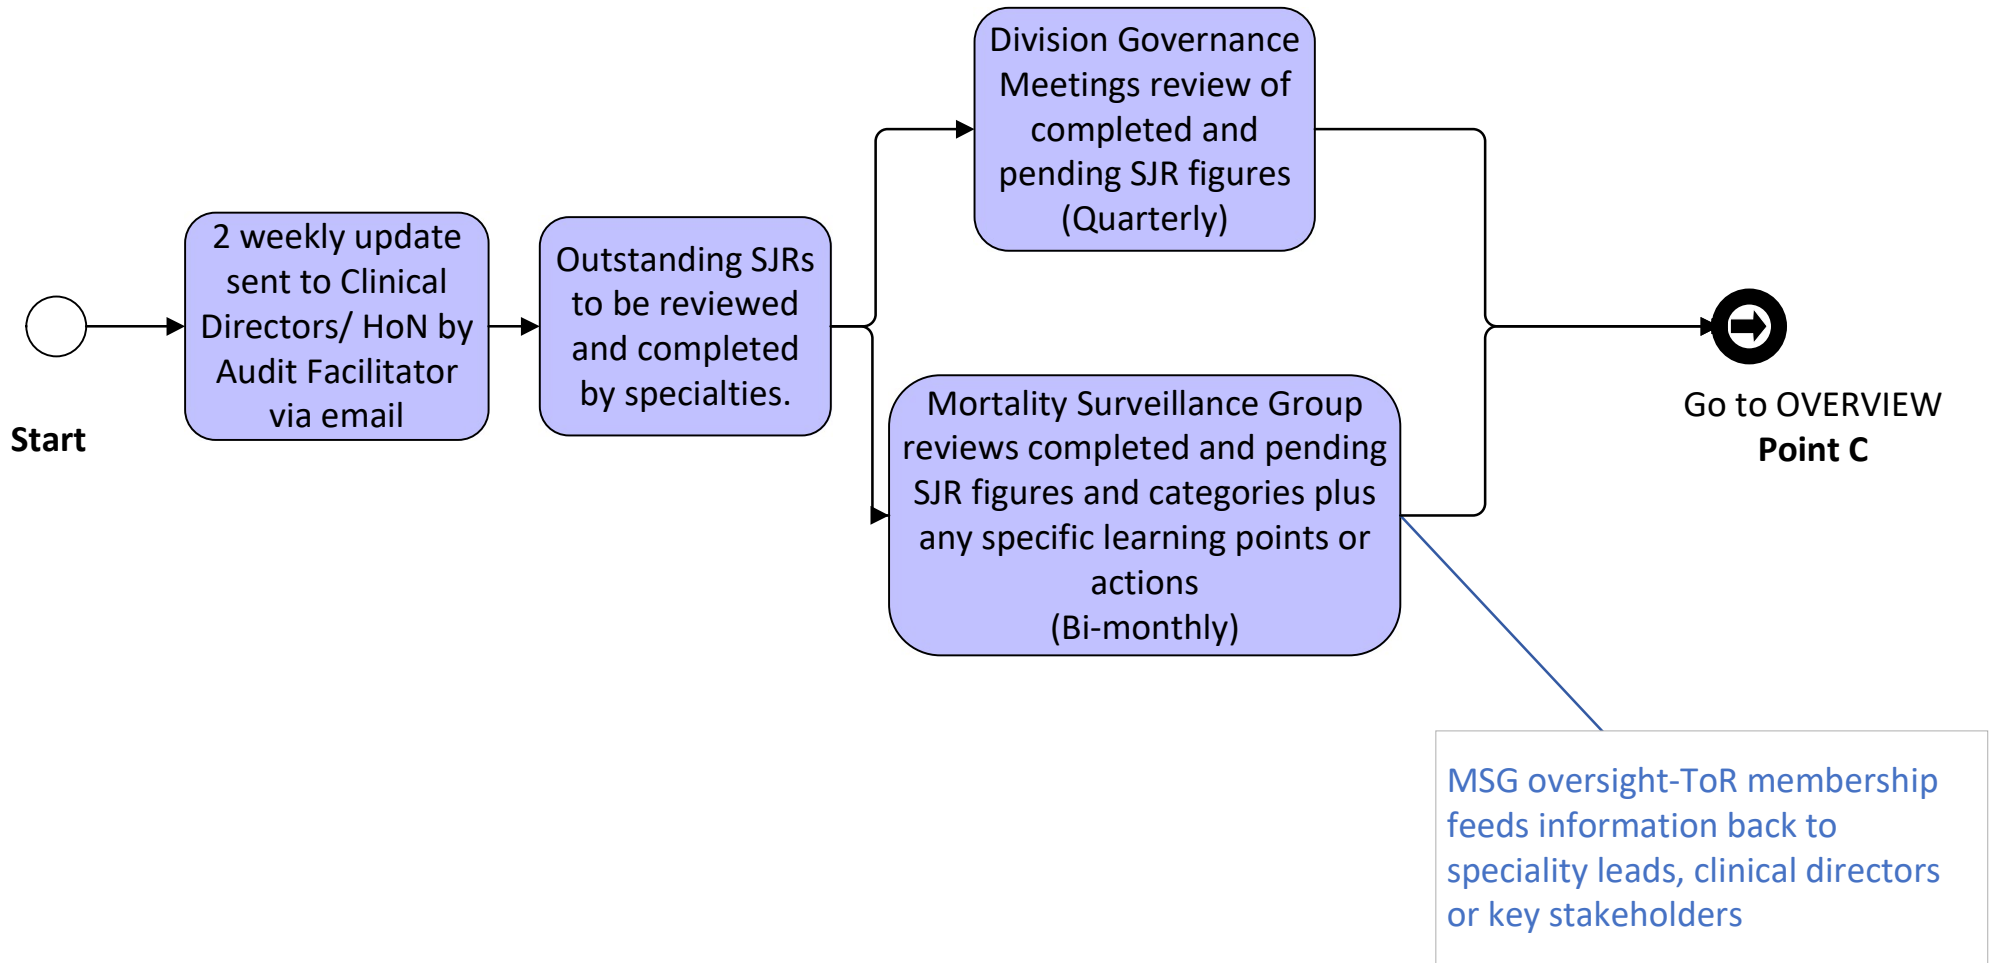 Start
2 weekly update
sent to Clinical
Directors/ HoN by
Audit Facilitator
via email
Outstanding SJRs
to be reviewed
and completed
by specialties.
Division Governance
Meetings review of
completed and
pending SJR figures
(Quarterly)
Mortality Surveillance Group
reviews completed and pending
SJR figures and categories plus
any specific learning points or
actions
(Bi-monthly)
Go to OVERVIEW
Point C
MSG oversight-ToR membership
feeds information back to
speciality leads, clinical directors
or key stakeholders